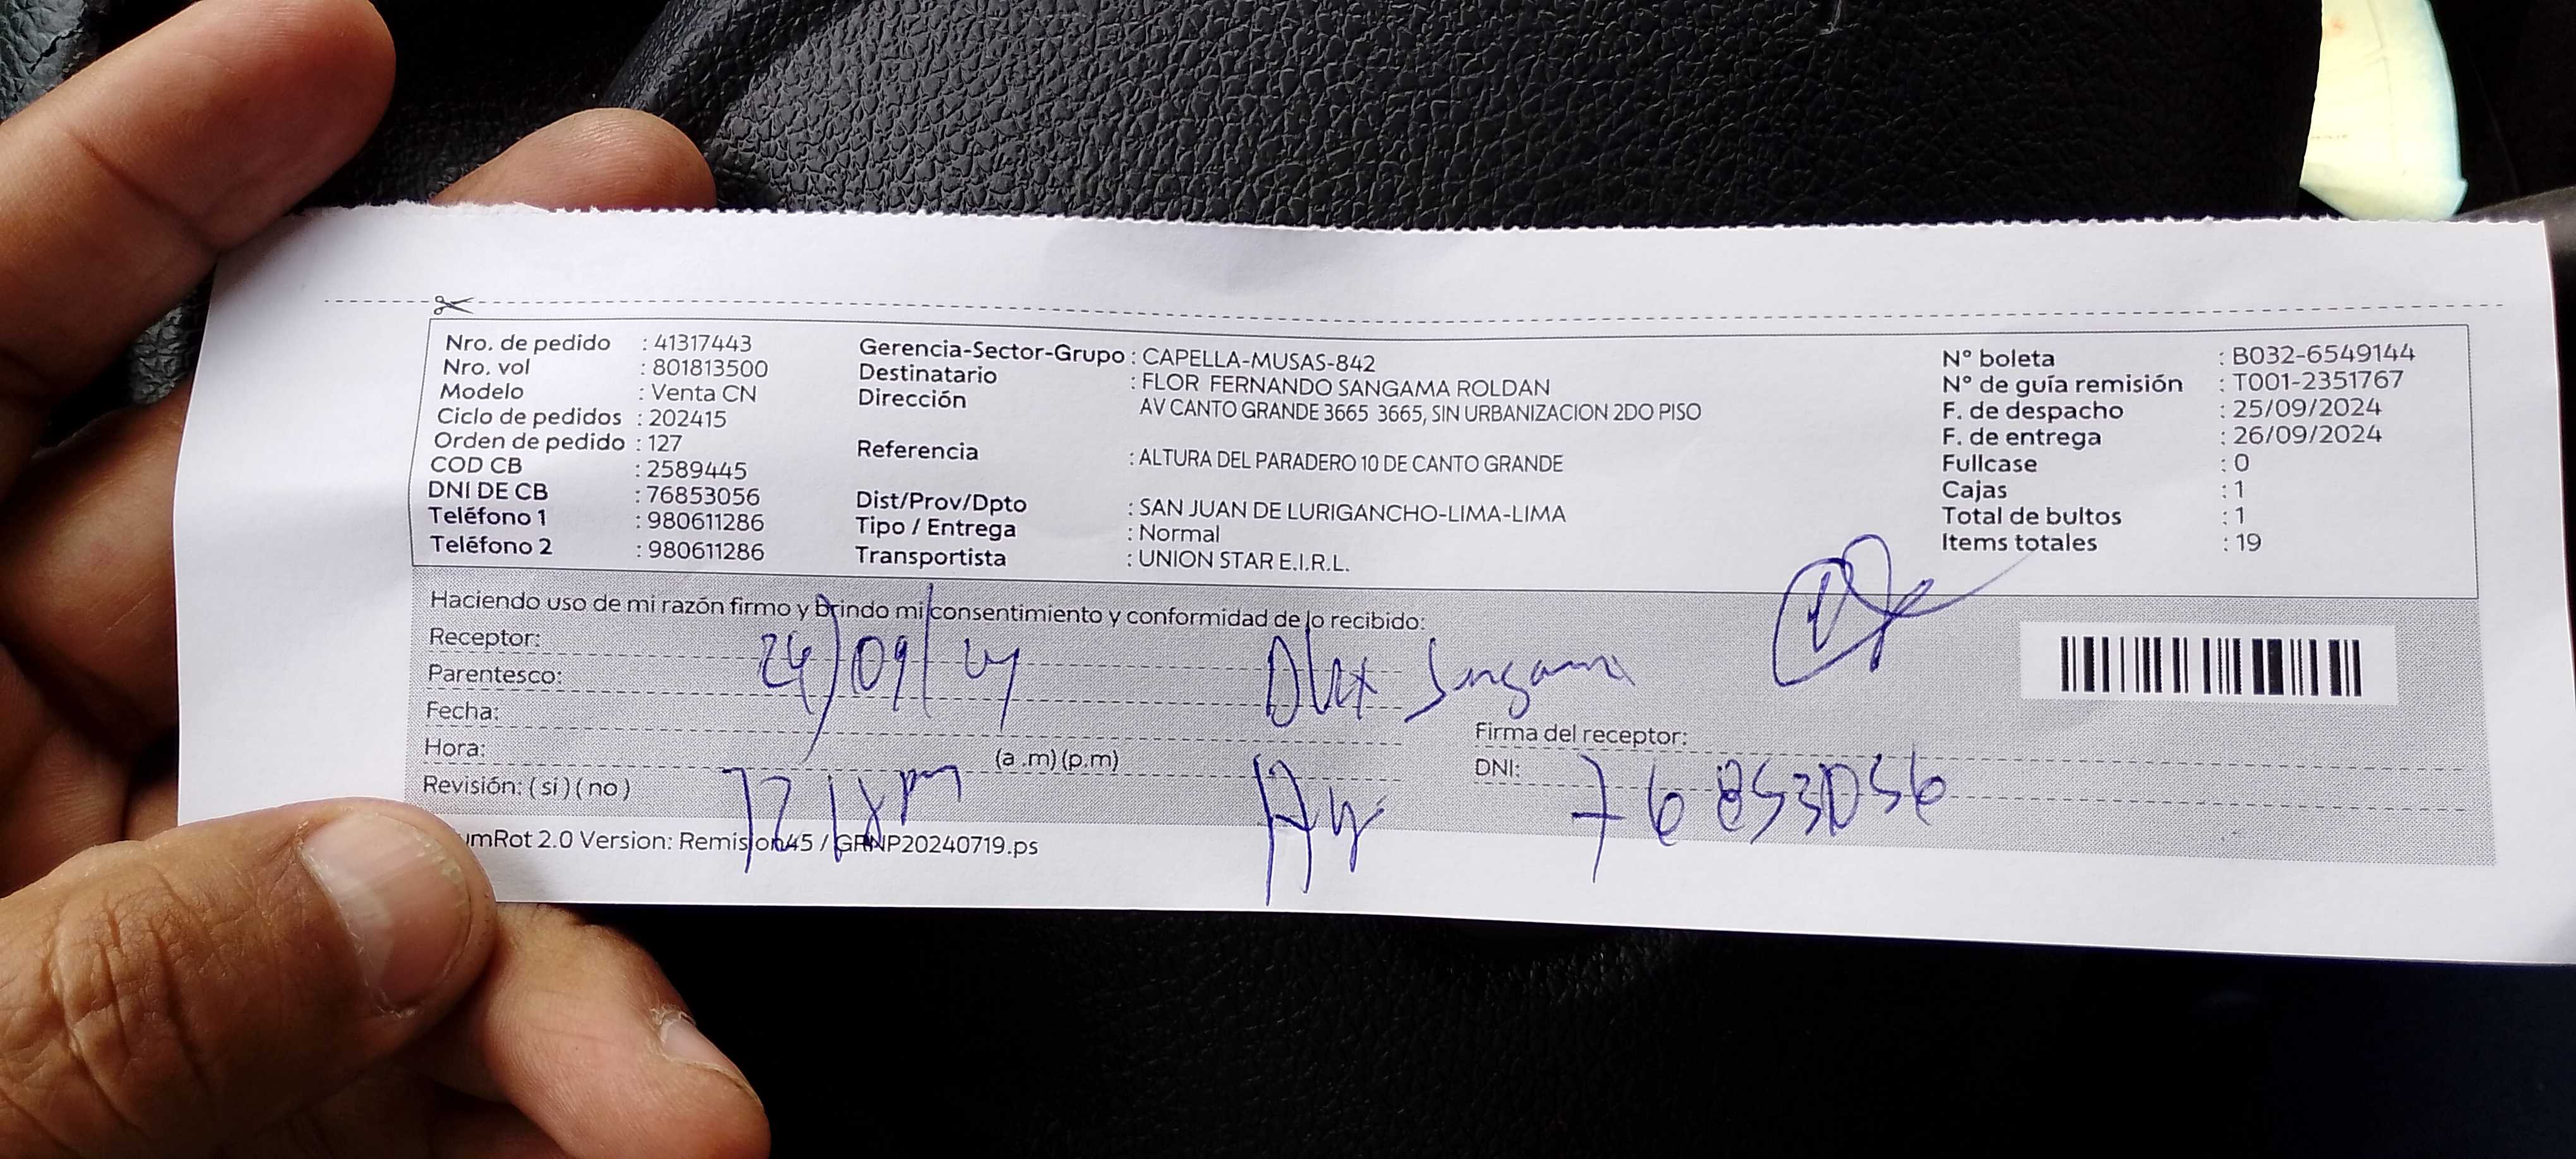 Nro. de pedido : 41317443
Nro. vol : 801813500
Modelo : Venta CN
Ciclo de pedidos : 202415
Orden de pedido : 127
COD CB : 2589445
DNI DE CB : 76853056
Teléfono 1 : 980611286
Teléfono 2 : 980611286
Gerencia-Sector-Grupo : CAPELLA-MUSAS-842
Destinatario : FLOR FERNANDO SANGAMA ROLDAN
Dirección AV CANTO GRANDE 3665 3665, SIN URBANIZACION 2DO PISO
Referencia : ALTURA DEL PARADERO 10 DE CANTO GRANDE
Dist/Prov/Dpto : SAN JUAN DE LURIGANCHO-LIMA-LIMA
Tipo / Entrega : Normal
Transportista : UNION STAR E.I.R.L.
N° boleta : B032-6549144
N° de guía remisión : T001-2351767
F. de despacho : 25/09/2024
F. de entrega : 26/09/2024
Fullcase : 0
Cajas : 1
Total de bultos : 1
Items totales : 19
Haciendo uso de mi razón firmo y brindo mi consentimiento y conformidad de lo recibido:
Receptor:
Parentesco:
Fecha:
Hora: (a .m) (p.m)
Revisión: ( si ) ( no )
Alex Sangama
Firma del receptor:
DNI: 76853056
umRot 2.0 Version: Remision45 / GRNP20240719.ps